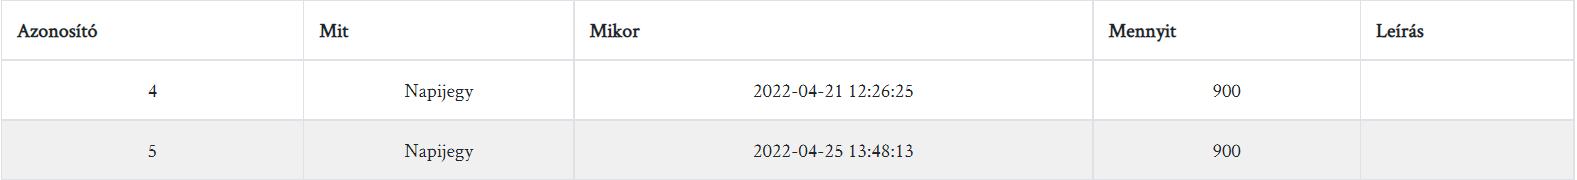 Azonosító Mit Mikor Mennyit Leírás
4 Napijegy 2022-04-21 12:26:25 900
5 Napijegy 2022-04-25 13:48:13 900